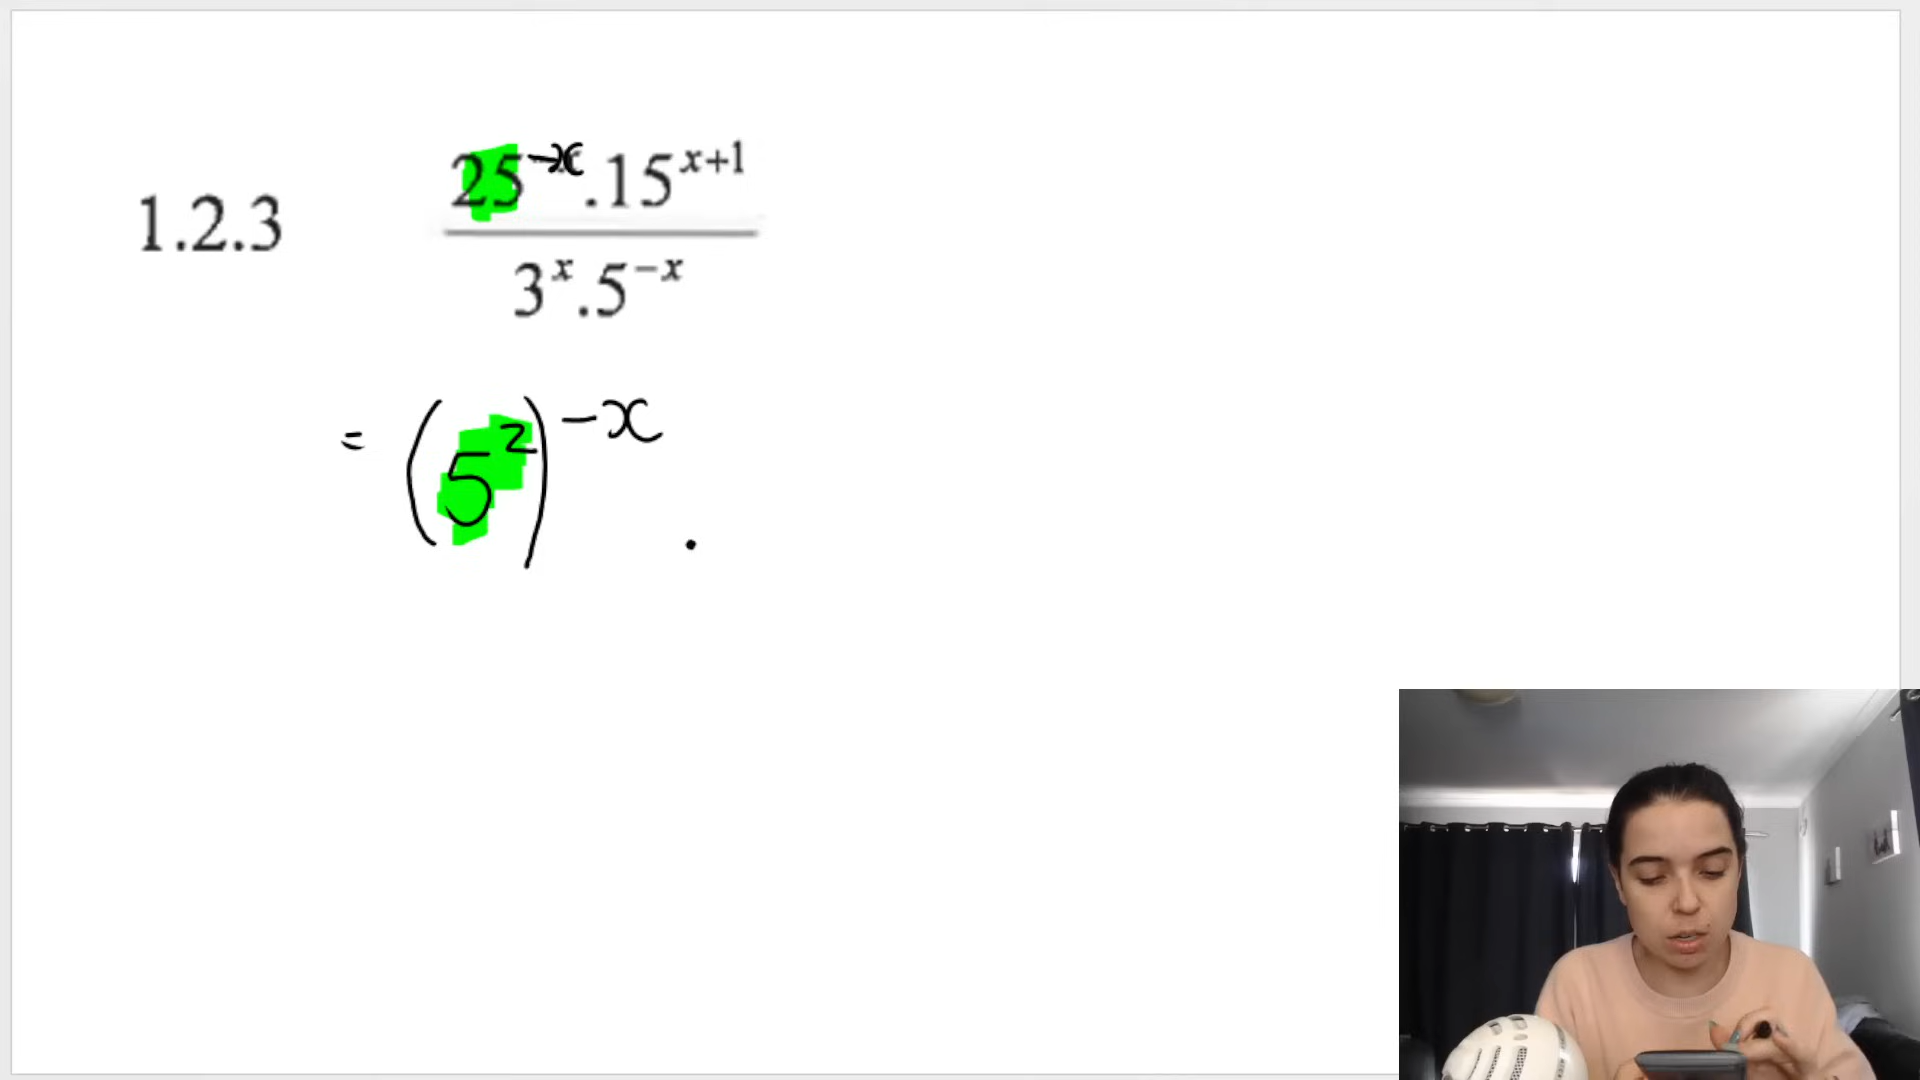 1.2.3
25^{-x} . 15^{x+1}
3^x . 5^{-x}
= (5^2)^{-x} .